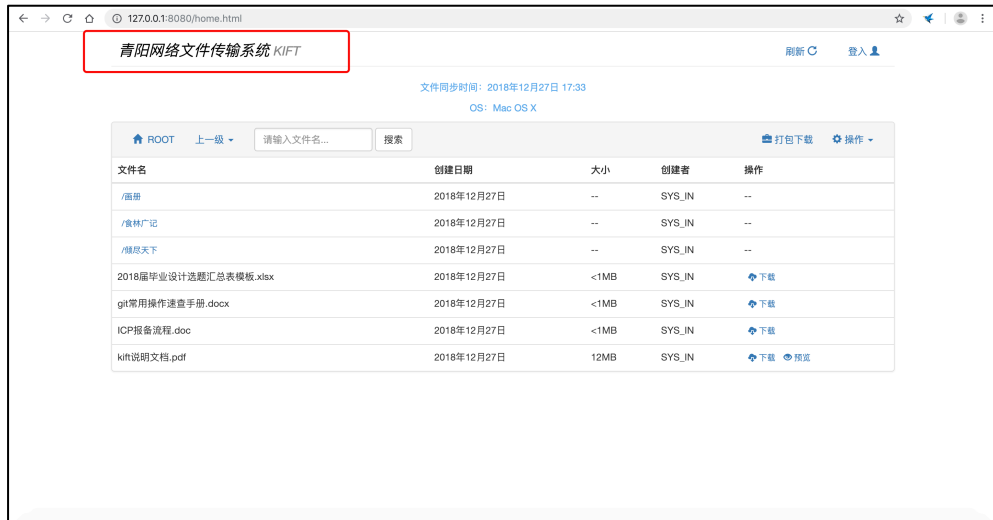 127.0.0.1:8080/home.html
青阳网络文件传输系统 KIFT 刷新 登入
文件同步时间：2018年12月27日 17:33
OS：Mac OS X
ROOT 上一级 请输入文件名... 搜索 打包下载 操作
文件名 创建日期 大小 创建者 操作
/画册 2018年12月27日 -- SYS_IN --
/食林广记 2018年12月27日 -- SYS_IN --
/倾尽天下 2018年12月27日 -- SYS_IN --
2018届毕业设计选题汇总表模板.xlsx 2018年12月27日 <1MB SYS_IN 下载
git常用操作速查手册.docx 2018年12月27日 <1MB SYS_IN 下载
ICP报备流程.doc 2018年12月27日 <1MB SYS_IN 下载
kift说明文档.pdf 2018年12月27日 12MB SYS_IN 下载 预览